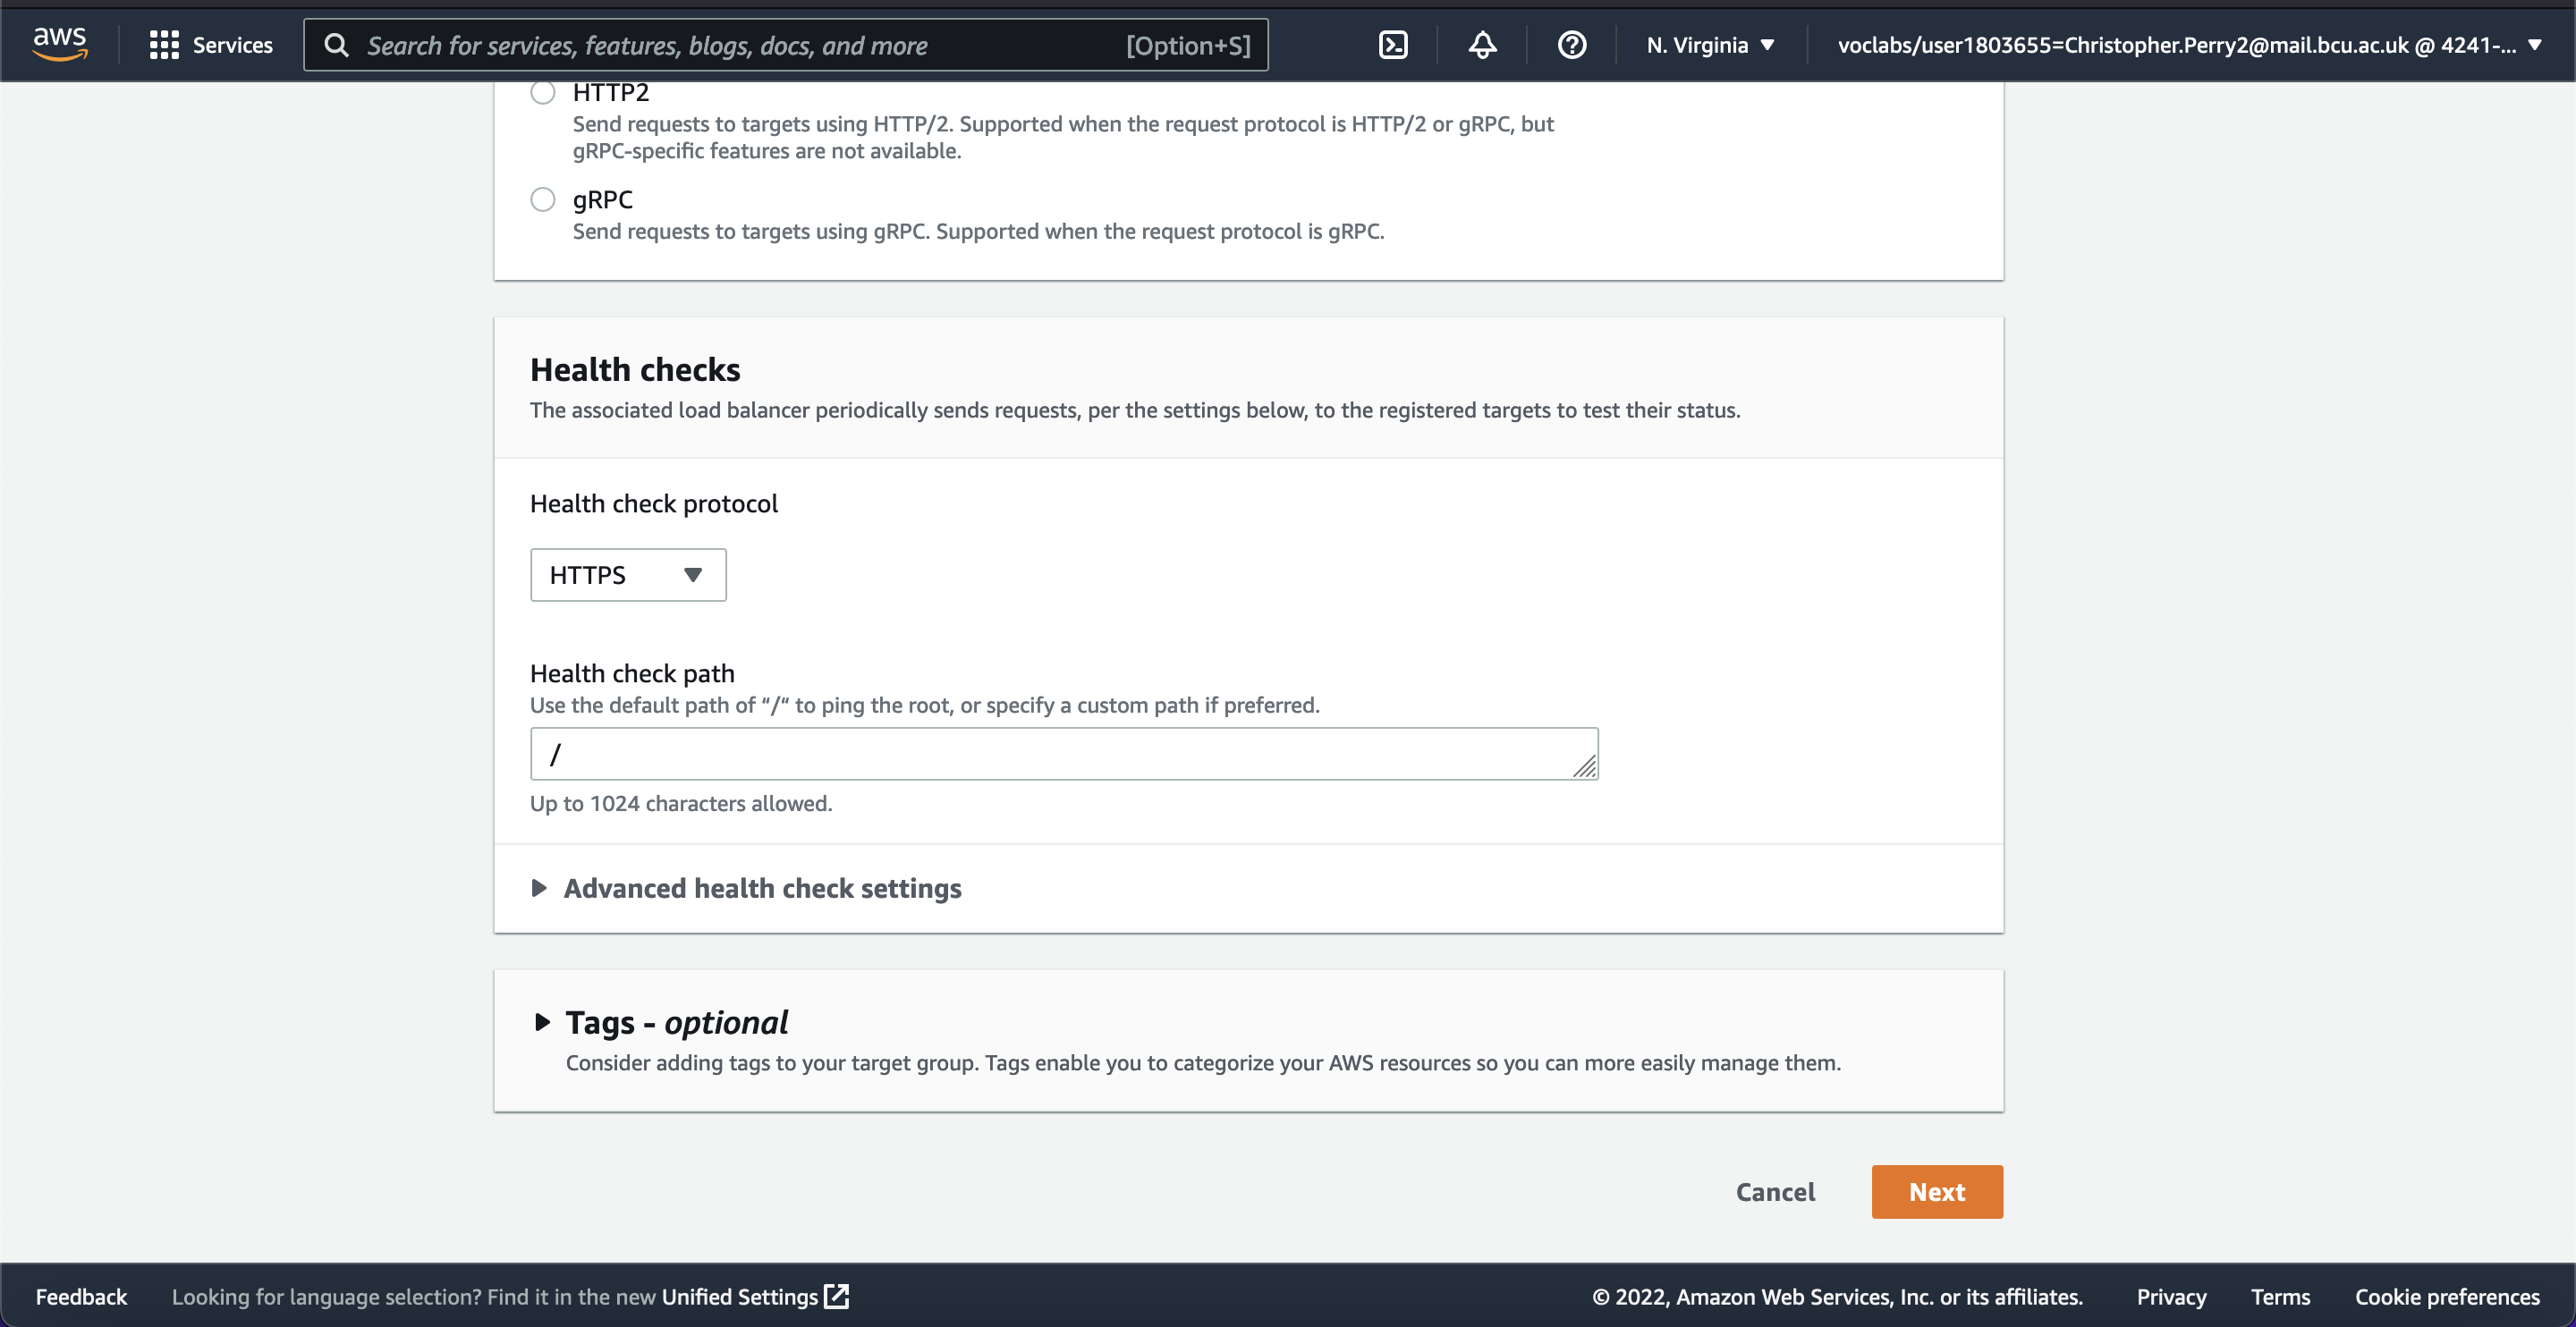 aws
Services
Search for services, features, blogs, docs, and more
[Option+S]
N. Virginia
voclabs/user1803655=Christopher.Perry2@mail.bcu.ac.uk @ 4241-...
HTTP2
Send requests to targets using HTTP/2. Supported when the request protocol is HTTP/2 or gRPC, but
gRPC-specific features are not available.
gRPC
Send requests to targets using gRPC. Supported when the request protocol is gRPC.
Health checks
The associated load balancer periodically sends requests, per the settings below, to the registered targets to test their status.
Health check protocol
HTTPS
Health check path
Use the default path of “/“ to ping the root, or specify a custom path if preferred.
/
Up to 1024 characters allowed.
Advanced health check settings
Tags - optional
Consider adding tags to your target group. Tags enable you to categorize your AWS resources so you can more easily manage them.
Cancel
Next
Feedback
Looking for language selection? Find it in the new Unified Settings
© 2022, Amazon Web Services, Inc. or its affiliates.
Privacy
Terms
Cookie preferences